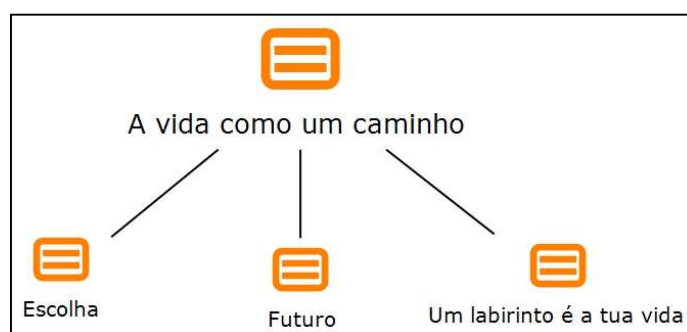 A vida como um caminho
Escolha
Futuro
Um labirinto é a tua vida